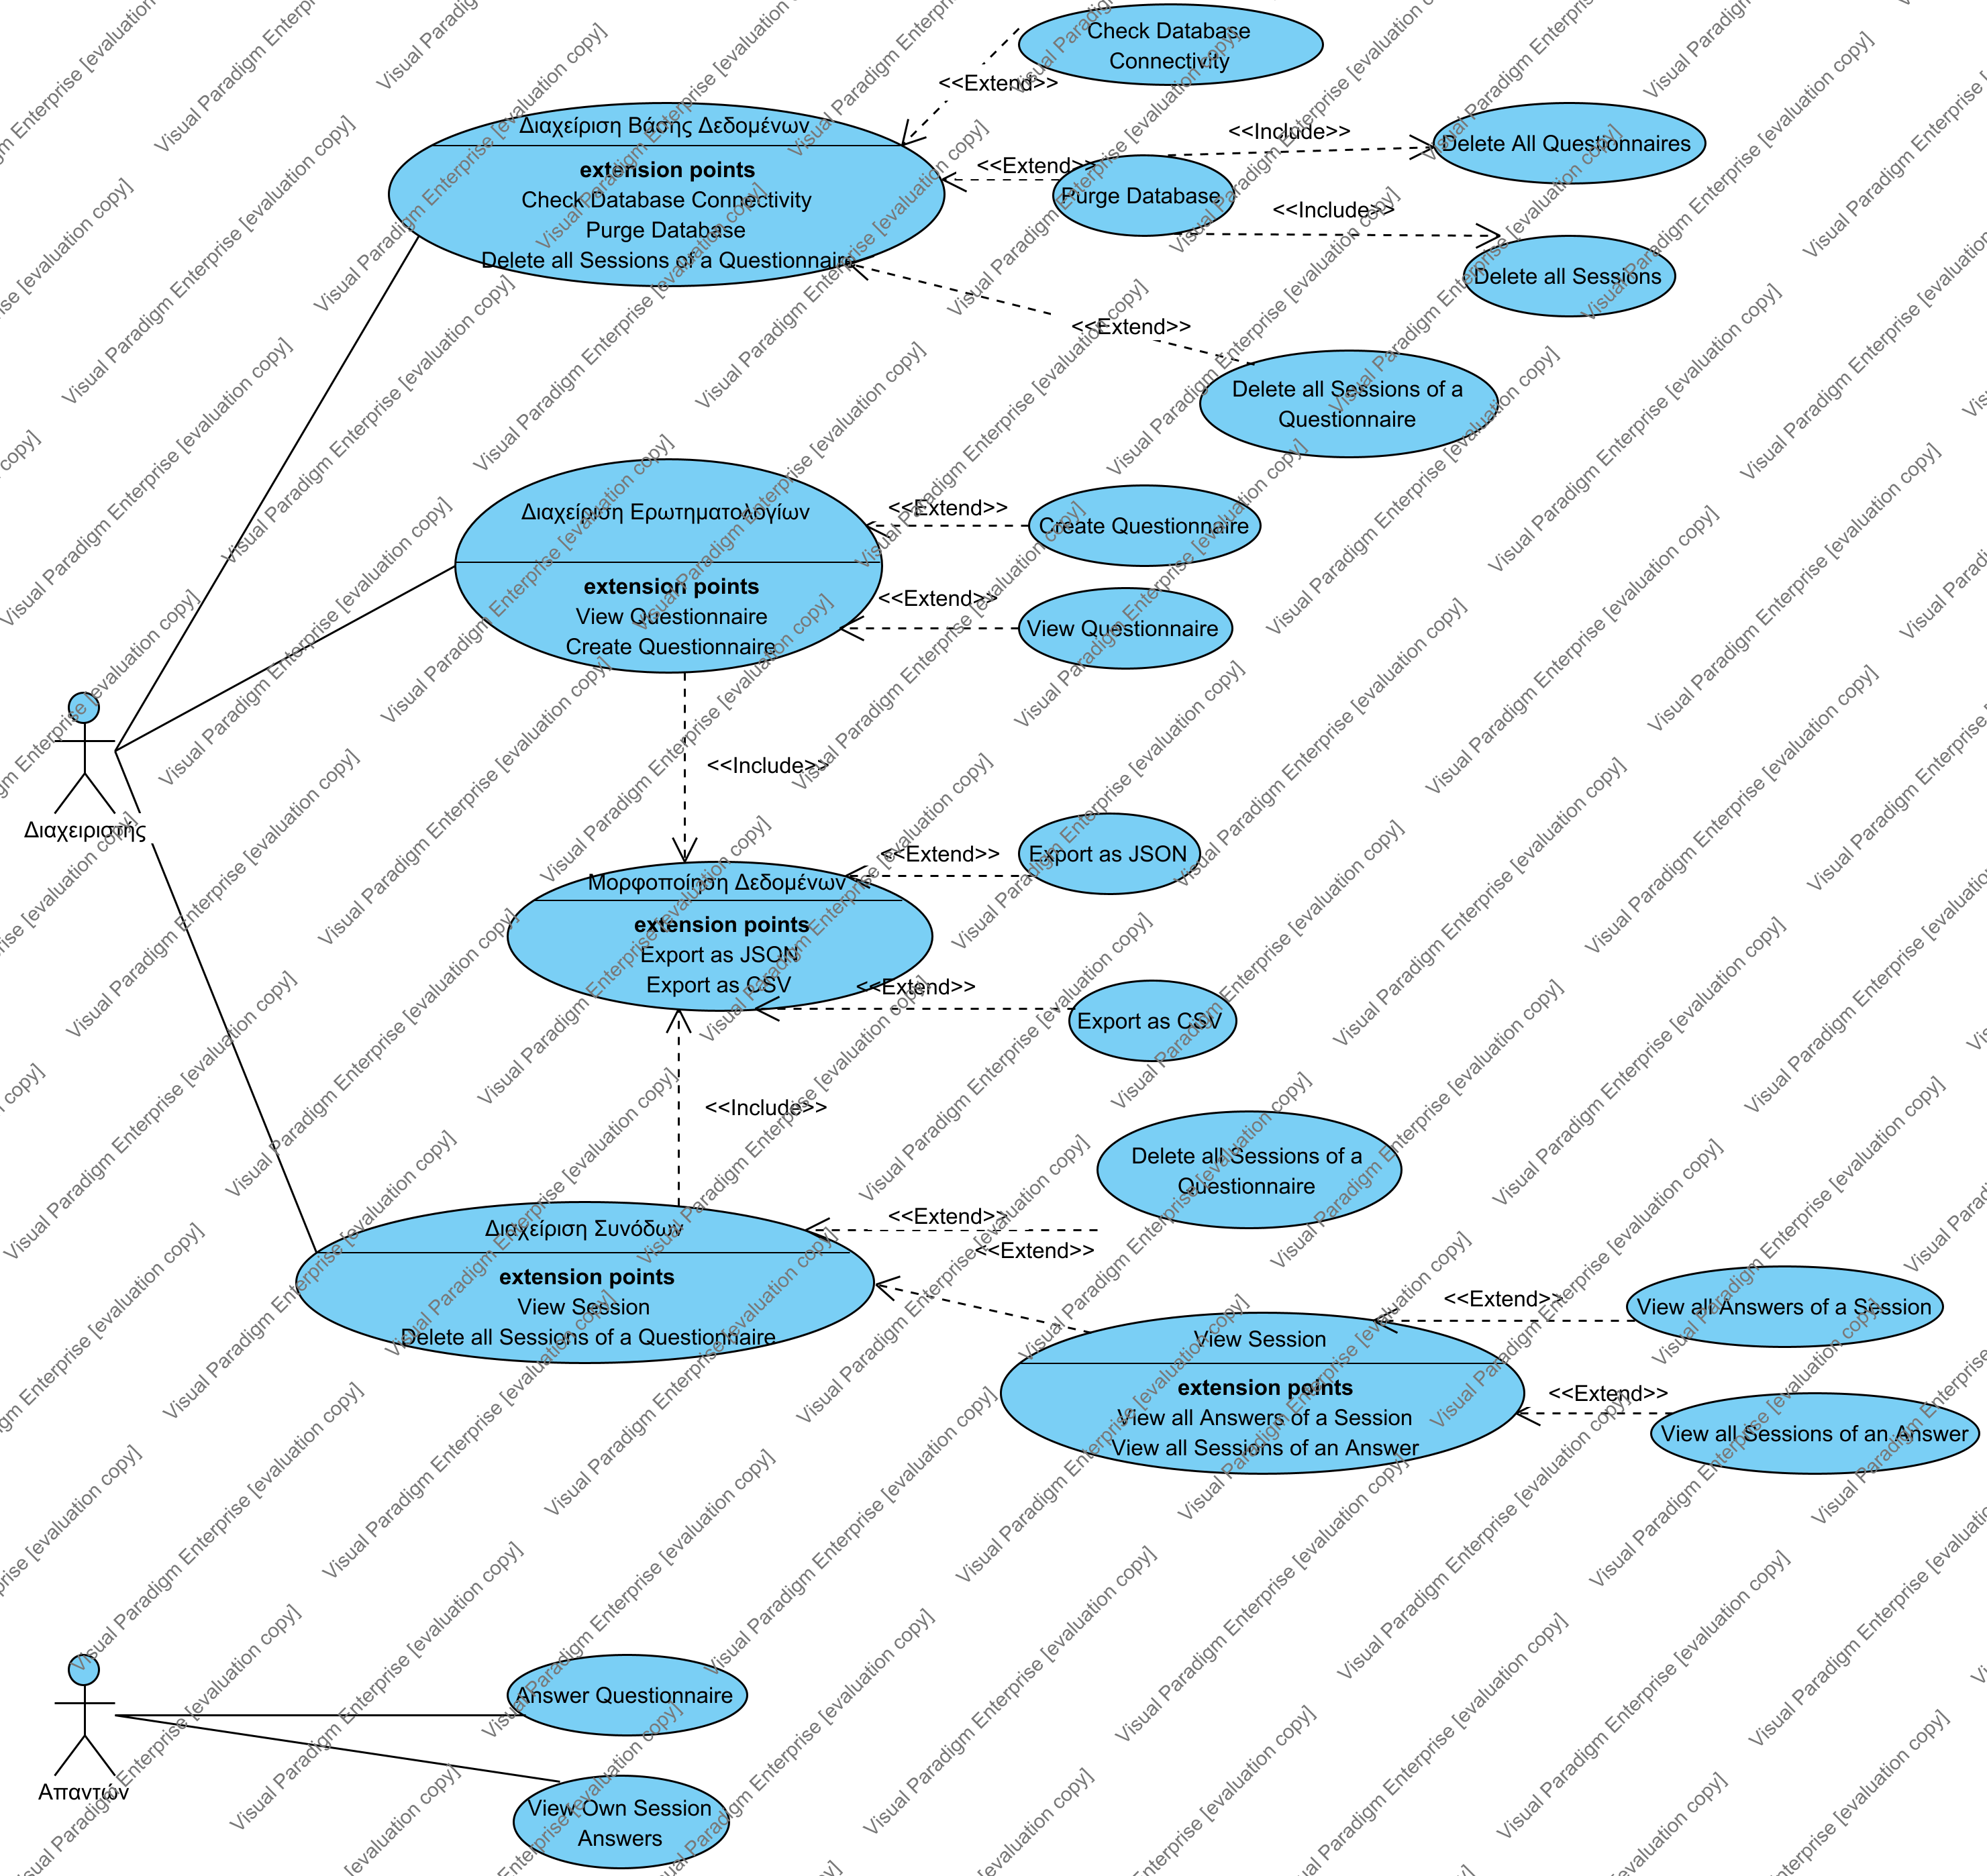 Check Database
Connectivity
<<Extend>>
Διαχείριση Βάσης Δεδομένων
extension points
Check Database Connectivity
Purge Database
Delete all Sessions of a Questionnaire
<<Extend>>
Purge Database
<<Include>>
Delete All Questionnaires
<<Include>>
Delete all Sessions
<<Extend>>
Delete all Sessions of a
Questionnaire
Διαχείριση Ερωτηματολογίων
extension points
View Questionnaire
Create Questionnaire
<<Extend>>
Create Questionnaire
<<Extend>>
View Questionnaire
Διαχειριστής
<<Include>>
Μορφοποίηση Δεδομένων
extension points
Export as JSON
Export as CSV
<<Extend>>
Export as JSON
<<Extend>>
Export as CSV
<<Include>>
Delete all Sessions of a
Questionnaire
<<Extend>>
<<Extend>>
Διαχείριση Συνόδων
extension points
View Session
Delete all Sessions of a Questionnaire
View Session
extension points
View all Answers of a Session
View all Sessions of an Answer
<<Extend>>
View all Answers of a Session
<<Extend>>
View all Sessions of an Answer
Απαντών
Answer Questionnaire
View Own Session
Answers
Visual Paradigm Enterprise [evaluation copy]